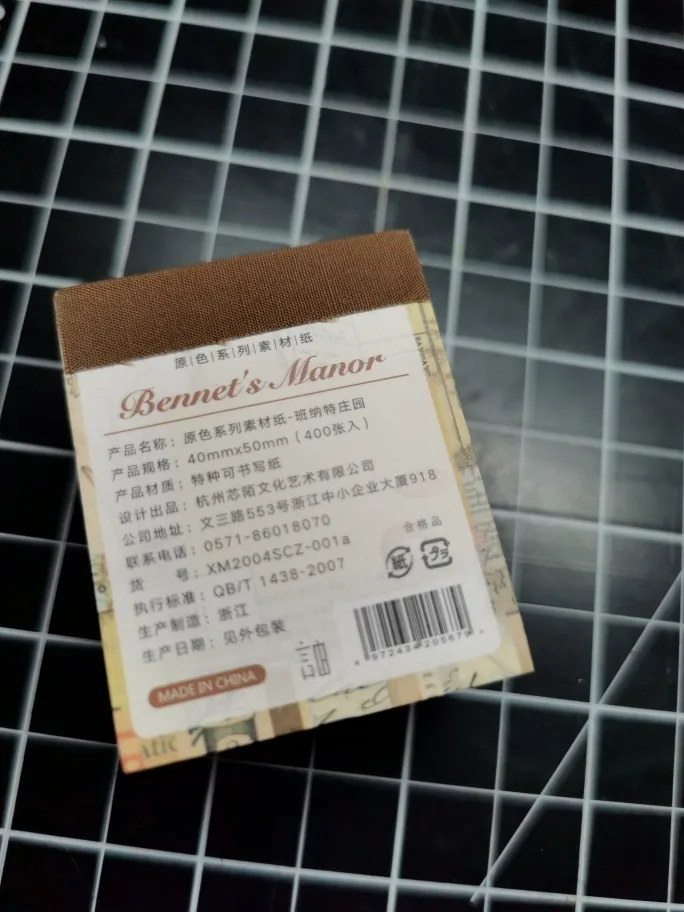 原|色|系|列|素|材|纸
Bennet's Manor
产品名称：原色系列素材纸-班纳特庄园
产品规格：40mmx50mm（400张入）
产品材质：特种可书写纸
设计出品：杭州芯陌文化艺术有限公司
公司地址：文三路553号浙江中小企业大厦918
联系电话：0571-86018070
货　　号：XM2004SCZ-001a
执行标准：QB/T 1438-2007
生产制造：浙江
生产日期：见外包装
合格品
紙
プラ
MADE IN CHINA
atic